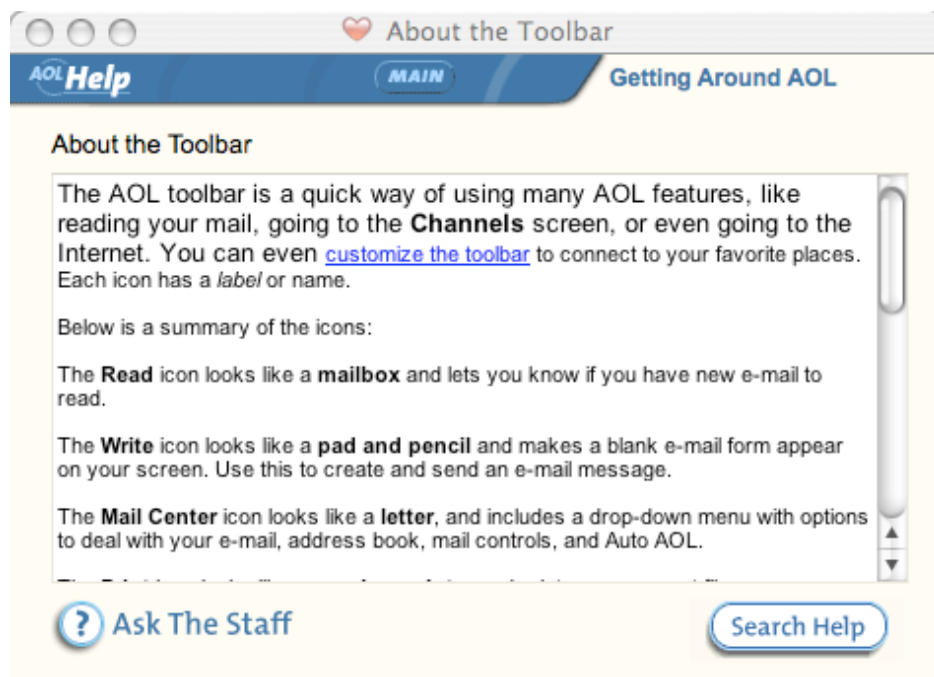 About the Toolbar
AOL Help
MAIN
Getting Around AOL
About the Toolbar
The AOL toolbar is a quick way of using many AOL features, like
reading your mail, going to the Channels screen, or even going to the
Internet. You can even customize the toolbar to connect to your favorite places.
Each icon has a label or name.
Below is a summary of the icons:
The Read icon looks like a mailbox and lets you know if you have new e-mail to
read.
The Write icon looks like a pad and pencil and makes a blank e-mail form appear
on your screen. Use this to create and send an e-mail message.
The Mail Center icon looks like a letter, and includes a drop-down menu with options
to deal with your e-mail, address book, mail controls, and Auto AOL.
? Ask The Staff
Search Help